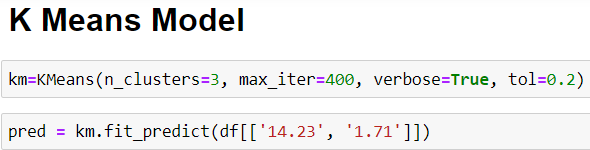 K Means Model
km=KMeans(n_clusters=3, max_iter=400, verbose=True, tol=0.2)
pred = km.fit_predict(df[['14.23', '1.71']])